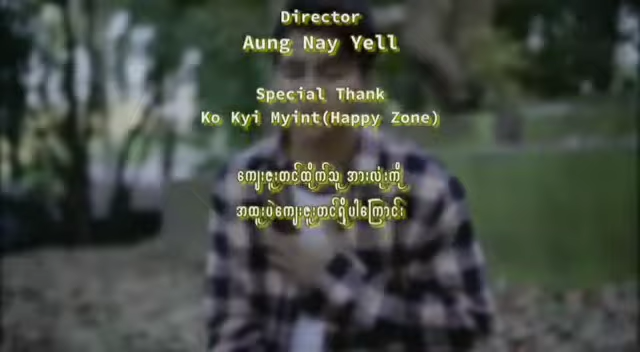 Director
Aung Nay Yell
Special Thank
Ko Kyi Myint(Happy Zone)
ကျေးဇူးတင်ထိုက်သူ အားလုံးကို
အထူးပဲကျေးဇူးတင်ရှိပါကြောင်း